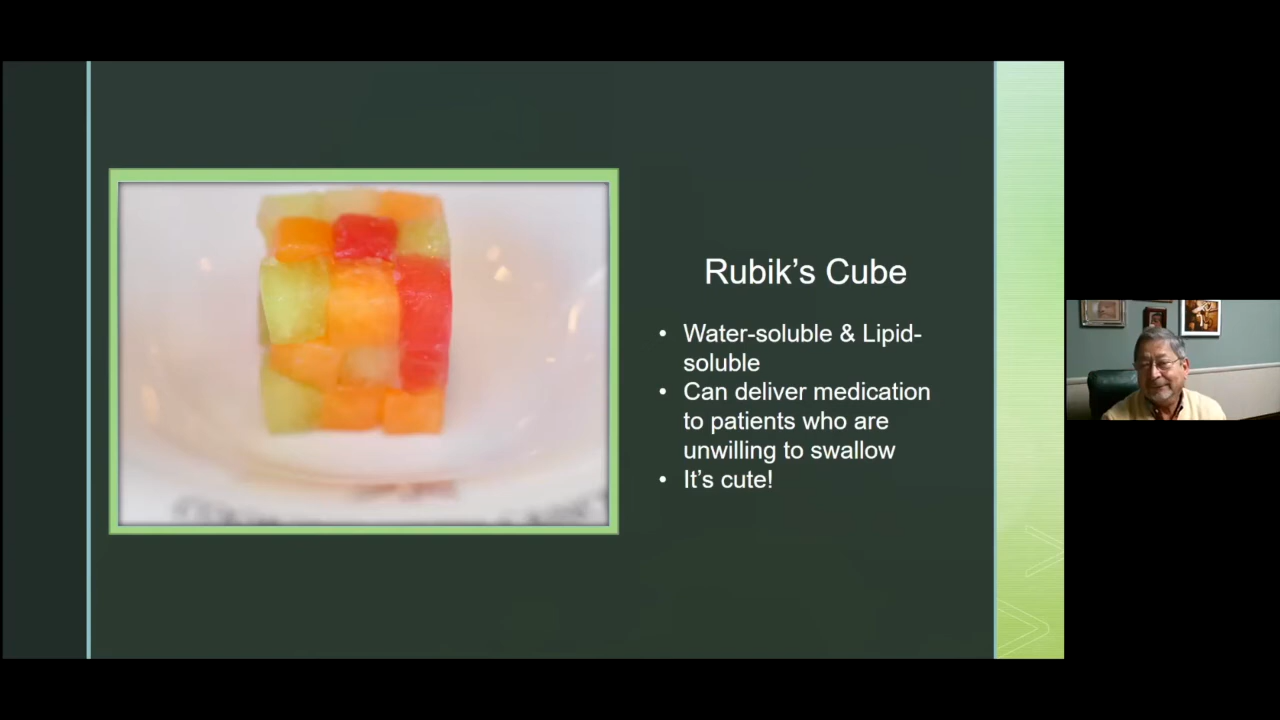 Rubik’s Cube
• Water-soluble & Lipid-
soluble
• Can deliver medication
to patients who are
unwilling to swallow
• It’s cute!